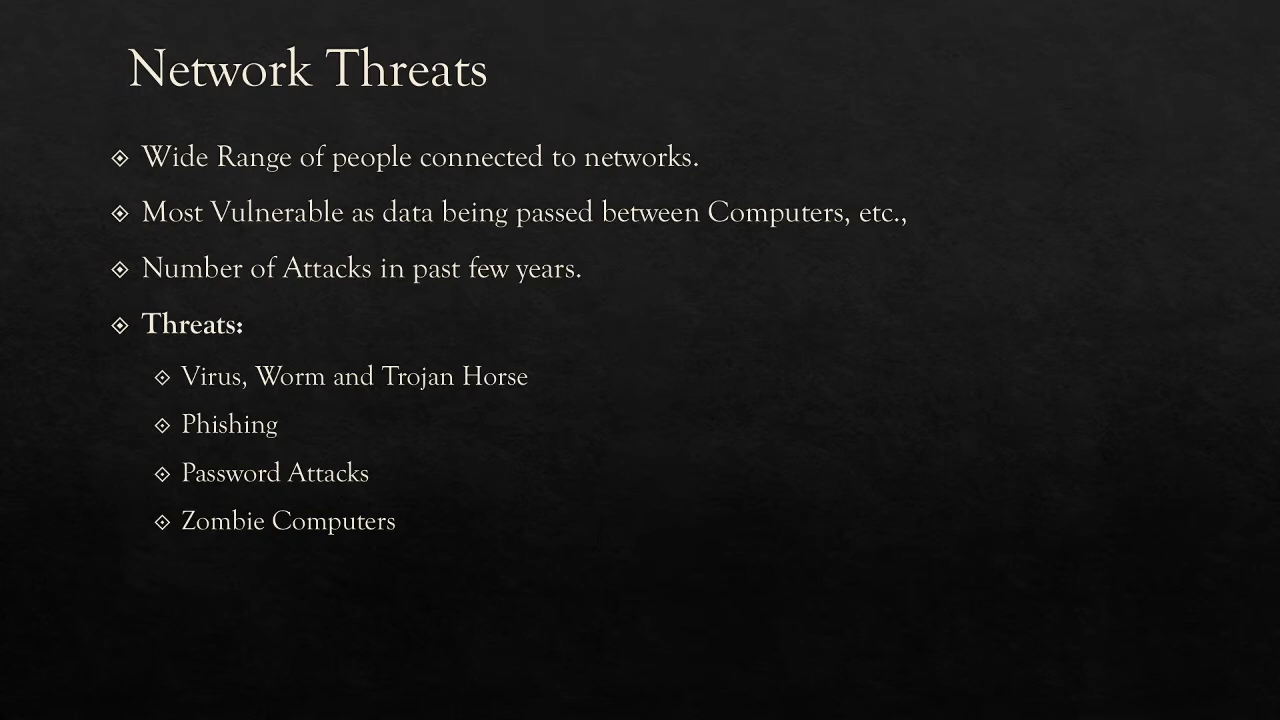 Network Threats
Wide Range of people connected to networks.
Most Vulnerable as data being passed between Computers, etc.,
Number of Attacks in past few years.
Threats:
Virus, Worm and Trojan Horse
Phishing
Password Attacks
Zombie Computers